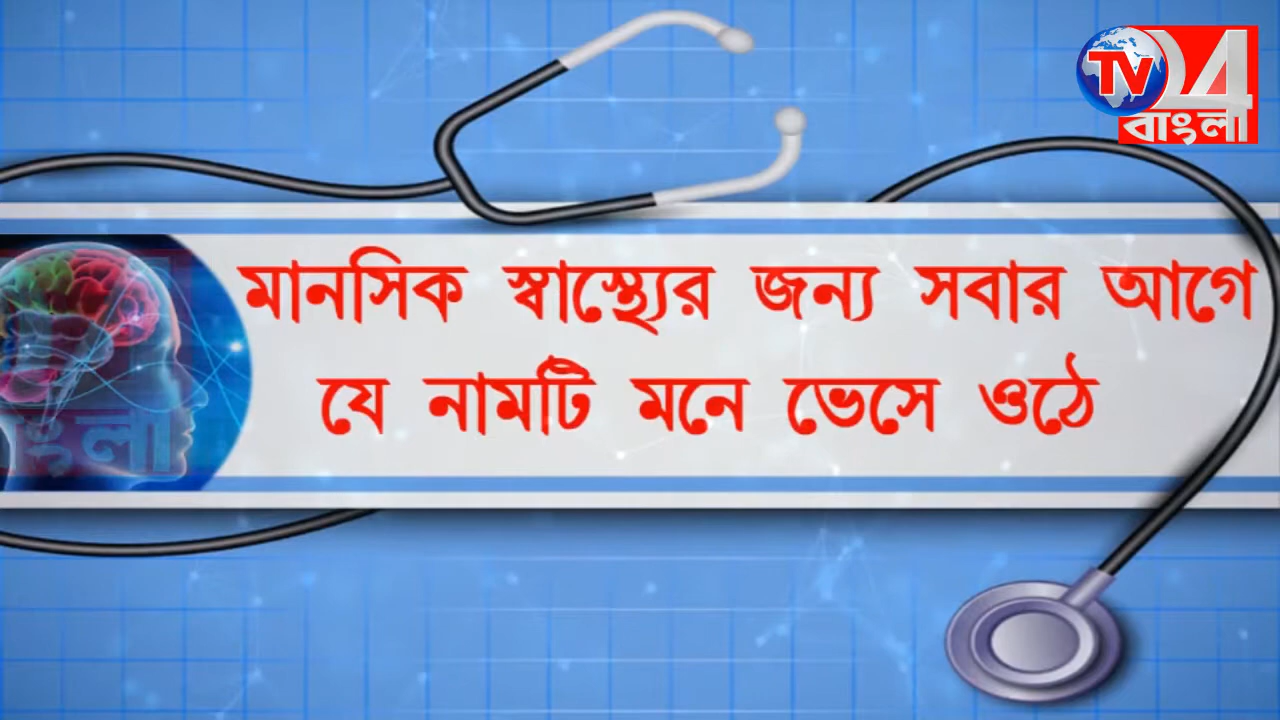 TV 24
বাংলা
মানসিক স্বাস্থ্যের জন্য সবার আগে
যে নামটি মনে ভেসে ওঠে
বাংলা